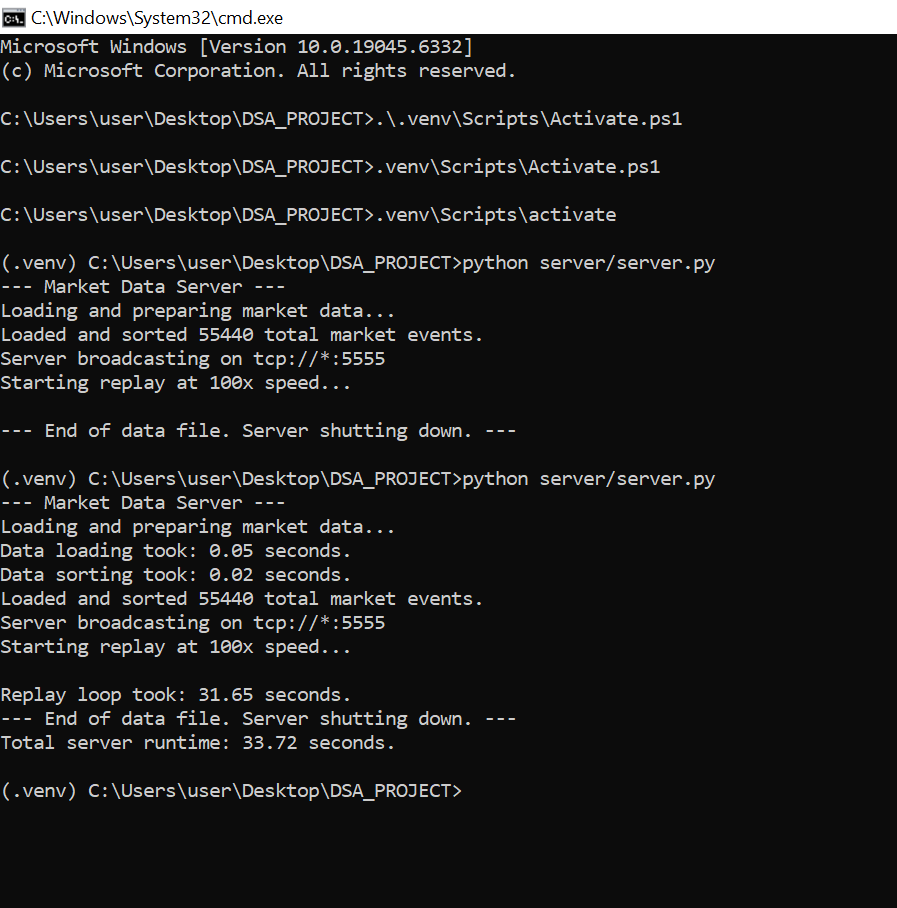 C:\Windows\System32\cmd.exe
Microsoft Windows [Version 10.0.19045.6332]
(c) Microsoft Corporation. All rights reserved.
C:\Users\user\Desktop\DSA_PROJECT>.\.venv\Scripts\Activate.ps1
C:\Users\user\Desktop\DSA_PROJECT>.venv\Scripts\Activate.ps1
C:\Users\user\Desktop\DSA_PROJECT>.venv\Scripts\activate
(.venv) C:\Users\user\Desktop\DSA_PROJECT>python server/server.py
--- Market Data Server ---
Loading and preparing market data...
Loaded and sorted 55440 total market events.
Server broadcasting on tcp://*:5555
Starting replay at 100x speed...
--- End of data file. Server shutting down. ---
(.venv) C:\Users\user\Desktop\DSA_PROJECT>python server/server.py
--- Market Data Server ---
Loading and preparing market data...
Data loading took: 0.05 seconds.
Data sorting took: 0.02 seconds.
Loaded and sorted 55440 total market events.
Server broadcasting on tcp://*:5555
Starting replay at 100x speed...
Replay loop took: 31.65 seconds.
--- End of data file. Server shutting down. ---
Total server runtime: 33.72 seconds.
(.venv) C:\Users\user\Desktop\DSA_PROJECT>